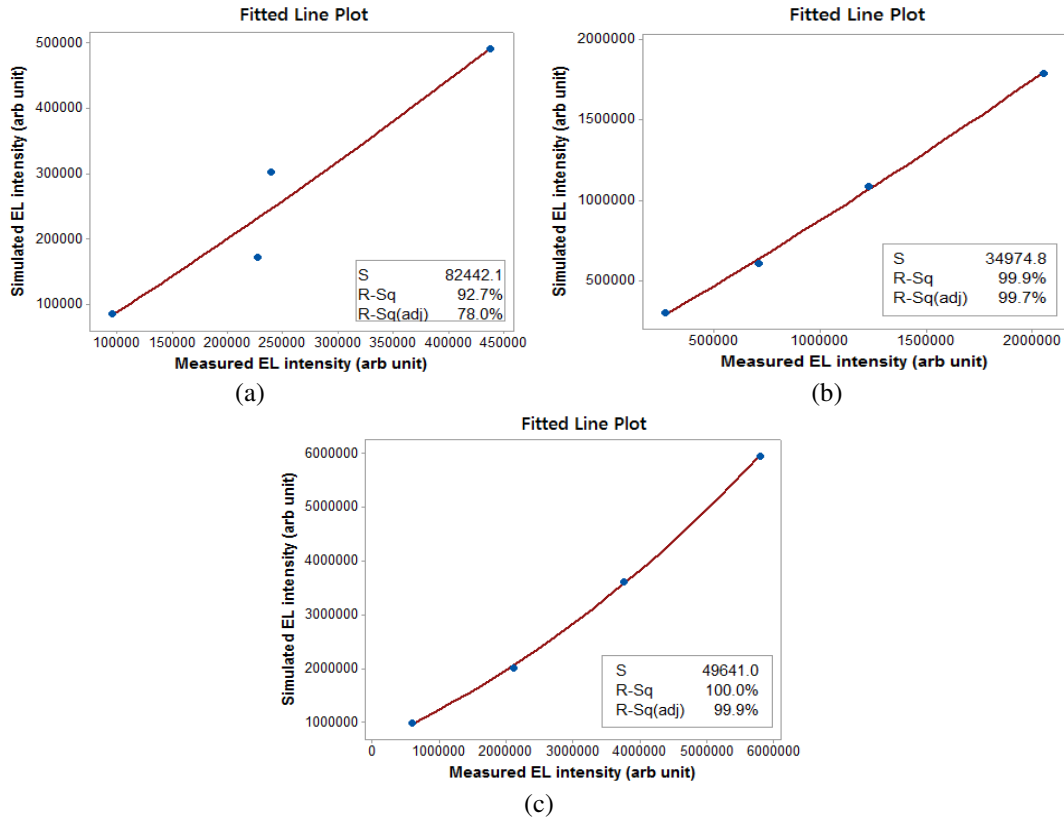 Fitted Line Plot
Simulated EL intensity (arb unit)
500000
400000
300000
200000
100000
S 82442.1
R-Sq 92.7%
R-Sq(adj) 78.0%
100000 150000 200000 250000 300000 350000 400000 450000
Measured EL intensity (arb unit)
(a)
Fitted Line Plot
Simulated EL intensity (arb unit)
2000000
1500000
1000000
500000
S 34974.8
R-Sq 99.9%
R-Sq(adj) 99.7%
500000 1000000 1500000 2000000
Measured EL intensity (arb unit)
(b)
Fitted Line Plot
Simulated EL intensity (arb unit)
6000000
5000000
4000000
3000000
2000000
1000000
S 49641.0
R-Sq 100.0%
R-Sq(adj) 99.9%
0 1000000 2000000 3000000 4000000 5000000 6000000
Measured EL intensity (arb unit)
(c)